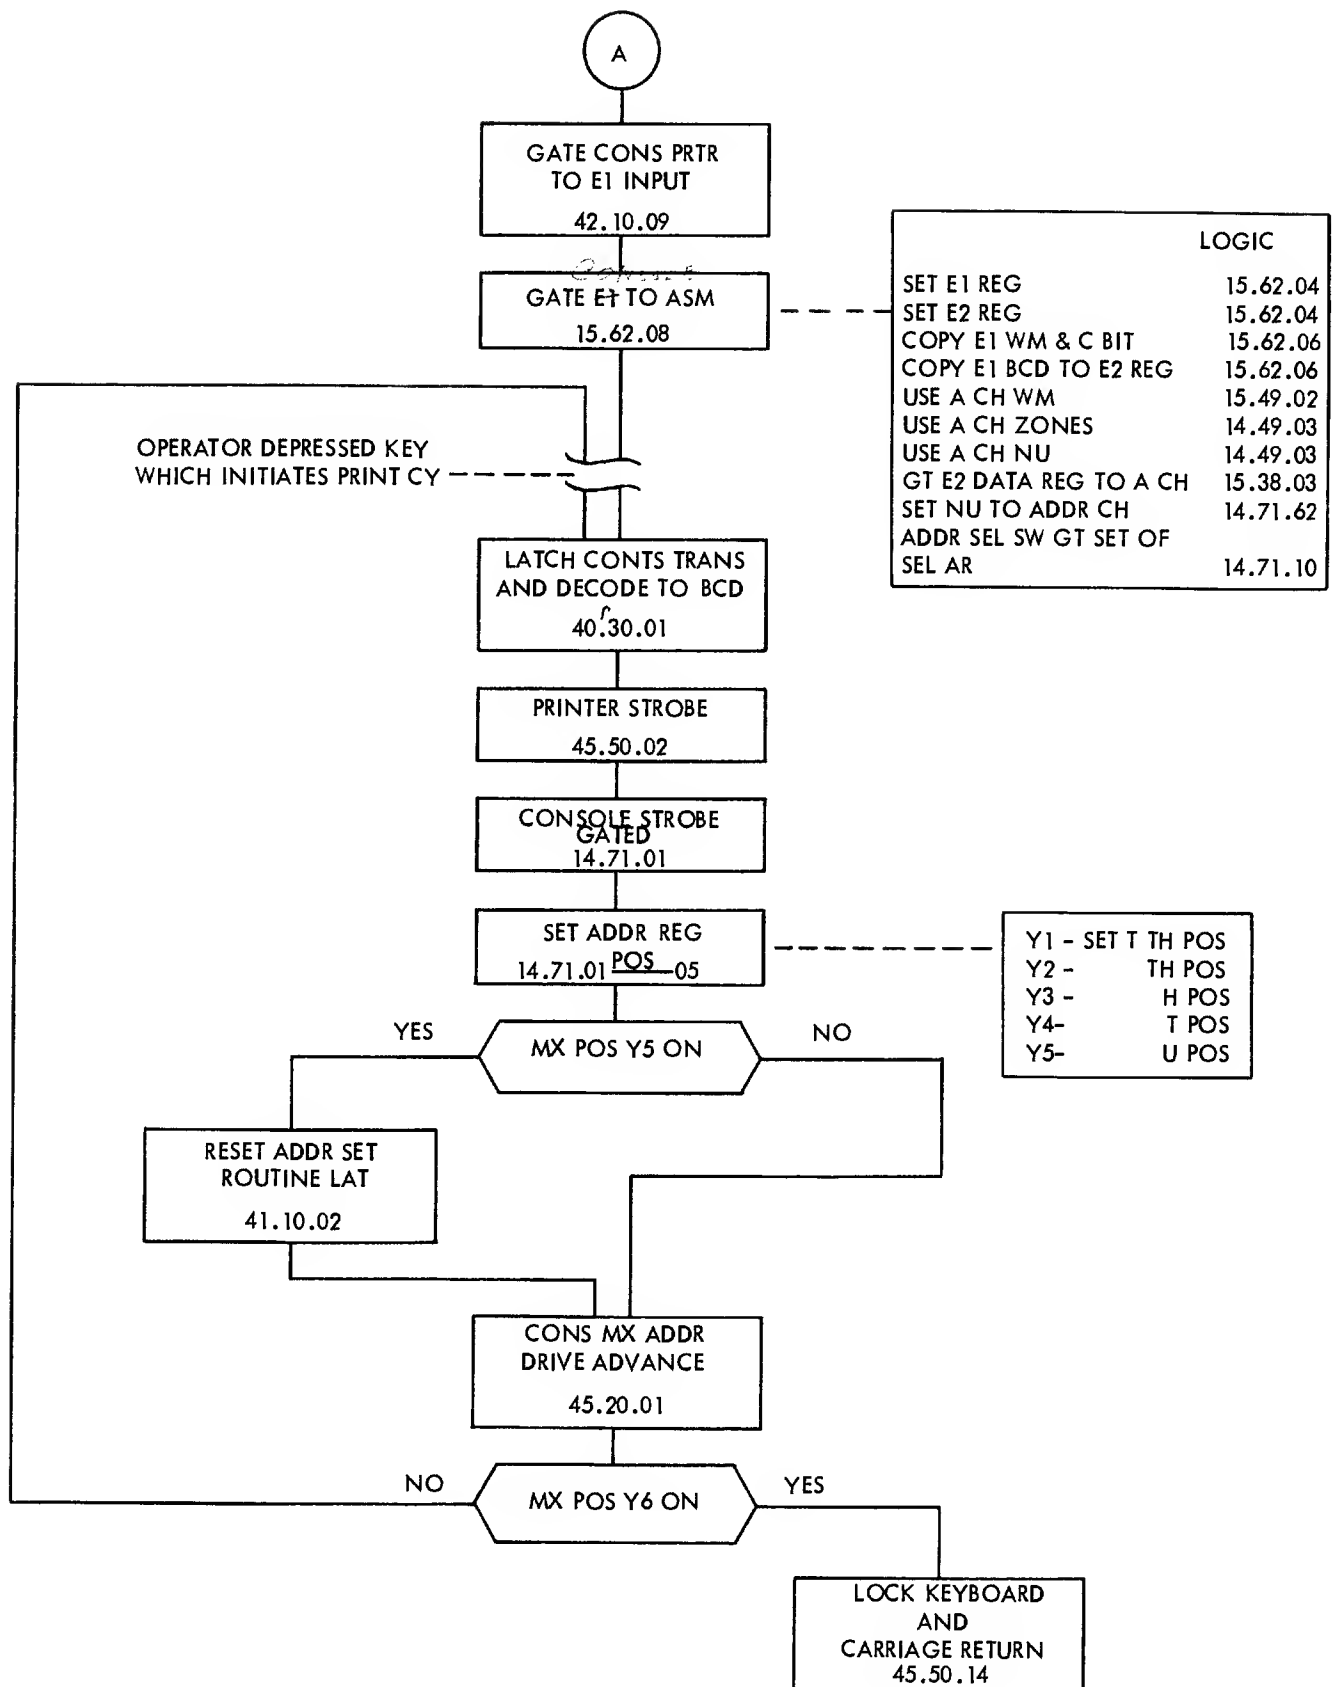 A
GATE CONS PRTR
TO E1 INPUT
42.10.09
GATE E1 TO ASM
15.62.08
LOGIC
SET E1 REG 15.62.04
SET E2 REG 15.62.04
COPY E1 WM & C BIT 15.62.06
COPY E1 BCD TO E2 REG 15.62.06
USE A CH WM 15.49.02
USE A CH ZONES 14.49.03
USE A CH NU 14.49.03
GT E2 DATA REG TO A CH 15.38.03
SET NU TO ADDR CH 14.71.62
ADDR SEL SW GT SET OF
SEL AR 14.71.10
OPERATOR DEPRESSED KEY
WHICH INITIATES PRINT CY
LATCH CONTS TRANS
AND DECODE TO BCD
40.30.01
PRINTER STROBE
45.50.02
CONSOLE STROBE
GATED
14.71.01
SET ADDR REG
POS
14.71.01 — 05
Y1 - SET T TH POS
Y2 - TH POS
Y3 - H POS
Y4- T POS
Y5- U POS
YES
MX POS Y5 ON
NO
RESET ADDR SET
ROUTINE LAT
41.10.02
CONS MX ADDR
DRIVE ADVANCE
45.20.01
NO
MX POS Y6 ON
YES
LOCK KEYBOARD
AND
CARRIAGE RETURN
45.50.14